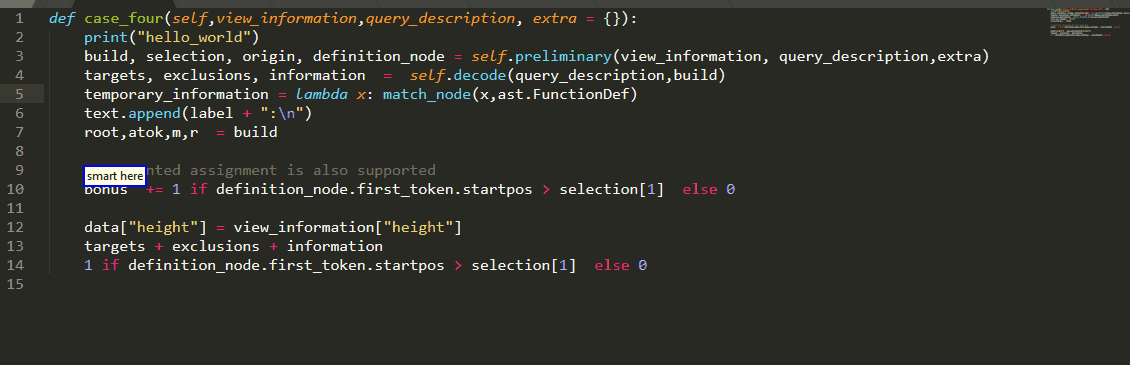 1 def case_four(self,view_information,query_description, extra = {}):
2 print("hello_world")
3 build, selection, origin, definition_node = self.preliminary(view_information, query_description,extra)
4 targets, exclusions, information = self.decode(query_description,build)
5 temporary_information = lambda x: match_node(x,ast.FunctionDef)
6 text.append(label + ":\n")
7 root,atok,m,r = build
8
9 nted assignment is also supported
smart here
10 bonus += 1 if definition_node.first_token.startpos > selection[1] else 0
11
12 data["height"] = view_information["height"]
13 targets + exclusions + information
14 1 if definition_node.first_token.startpos > selection[1] else 0
15